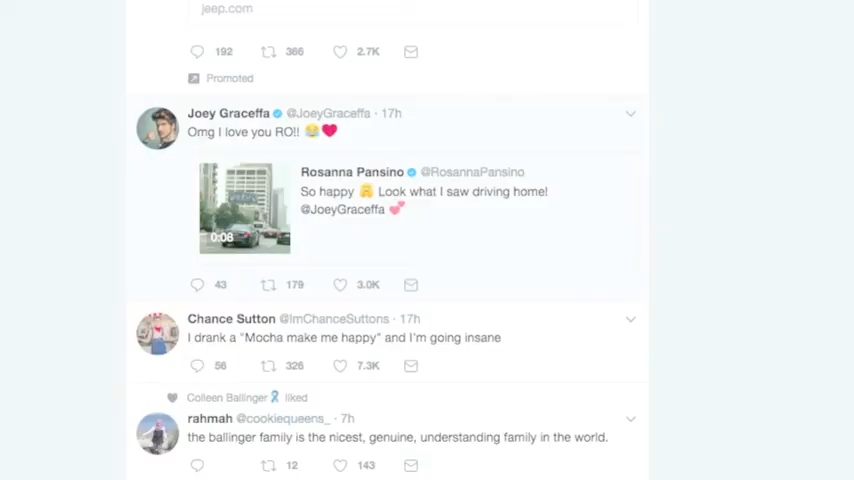 jeep.com
192 366 2.7K
Promoted
Joey Graceffa @JoeyGraceffa · 17h
Omg I love you RO!! 😂❤️
Rosanna Pansino @RosannaPansino
So happy 🤗 Look what I saw driving home!
@JoeyGraceffa 💕
0:08
43 179 3.0K
Chance Sutton @ImChanceSuttons · 17h
I drank a "Mocha make me happy" and I'm going insane
56 326 7.3K
Colleen Ballinger liked
rahmah @cookiequeens_ · 7h
the ballinger family is the nicest, genuine, understanding family in the world.
12 143